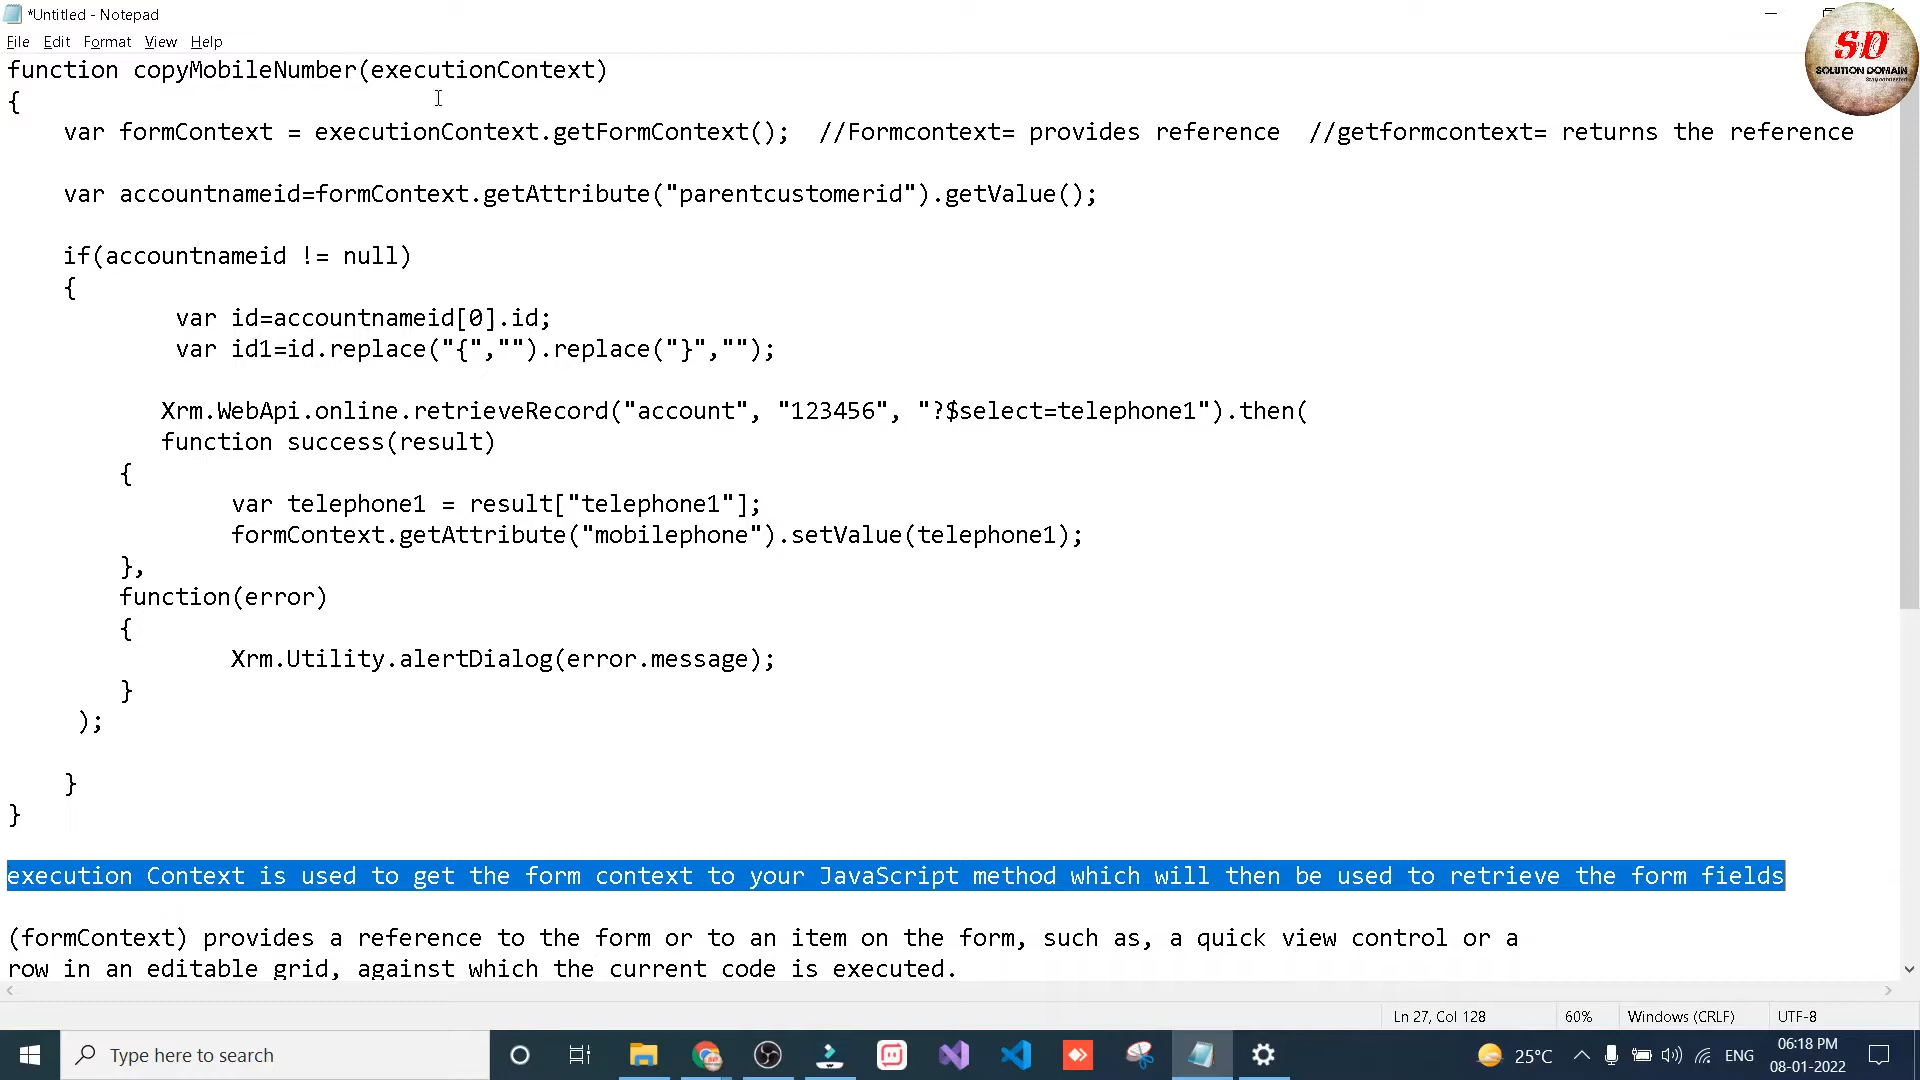 *Untitled - Notepad
File Edit Format View Help
SD
SOLUTION DOMAIN
function copyMobileNumber(executionContext)
{
var formContext = executionContext.getFormContext(); //Formcontext= provides reference //getformcontext= returns the reference
var accountnameid=formContext.getAttribute("parentcustomerid").getValue();
if(accountnameid != null)
{
var id=accountnameid[0].id;
var id1=id.replace("{","").replace("}","");
Xrm.WebApi.online.retrieveRecord("account", "123456", "?$select=telephone1").then(
function success(result)
{
var telephone1 = result["telephone1"];
formContext.getAttribute("mobilephone").setValue(telephone1);
},
function(error)
{
Xrm.Utility.alertDialog(error.message);
}
);
}
}
execution Context is used to get the form context to your JavaScript method which will then be used to retrieve the form fields
(formContext) provides a reference to the form or to an item on the form, such as, a quick view control or a
row in an editable grid, against which the current code is executed.
Ln 27, Col 128 60% Windows (CRLF) UTF-8
Type here to search
25°C ENG
06:18 PM
08-01-2022